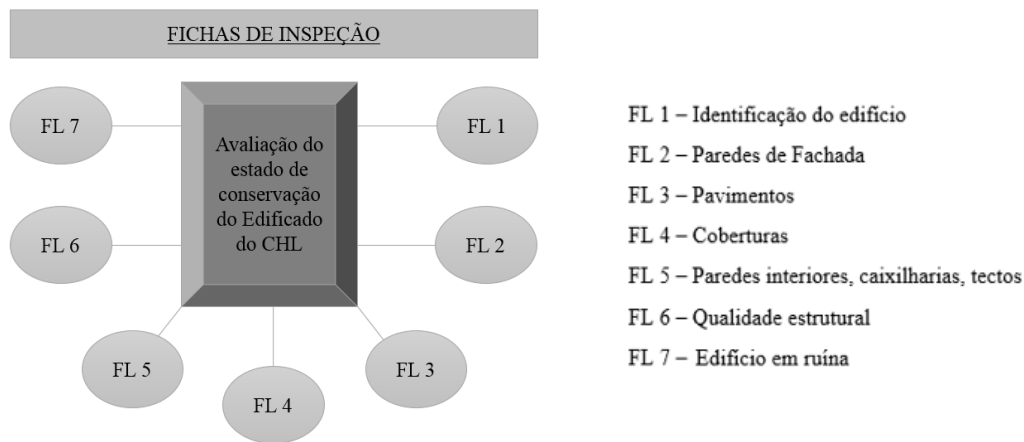 FICHAS DE INSPEÇÃO
FL 7
FL 1
FL 6
FL 2
FL 5
FL 4
FL 3
Avaliação do
estado de
conservação
do Edificado
do CHL
FL 1 – Identificação do edifício
FL 2 – Paredes de Fachada
FL 3 – Pavimentos
FL 4 – Coberturas
FL 5 – Paredes interiores, caixilharias, tectos
FL 6 – Qualidade estrutural
FL 7 – Edifício em ruína